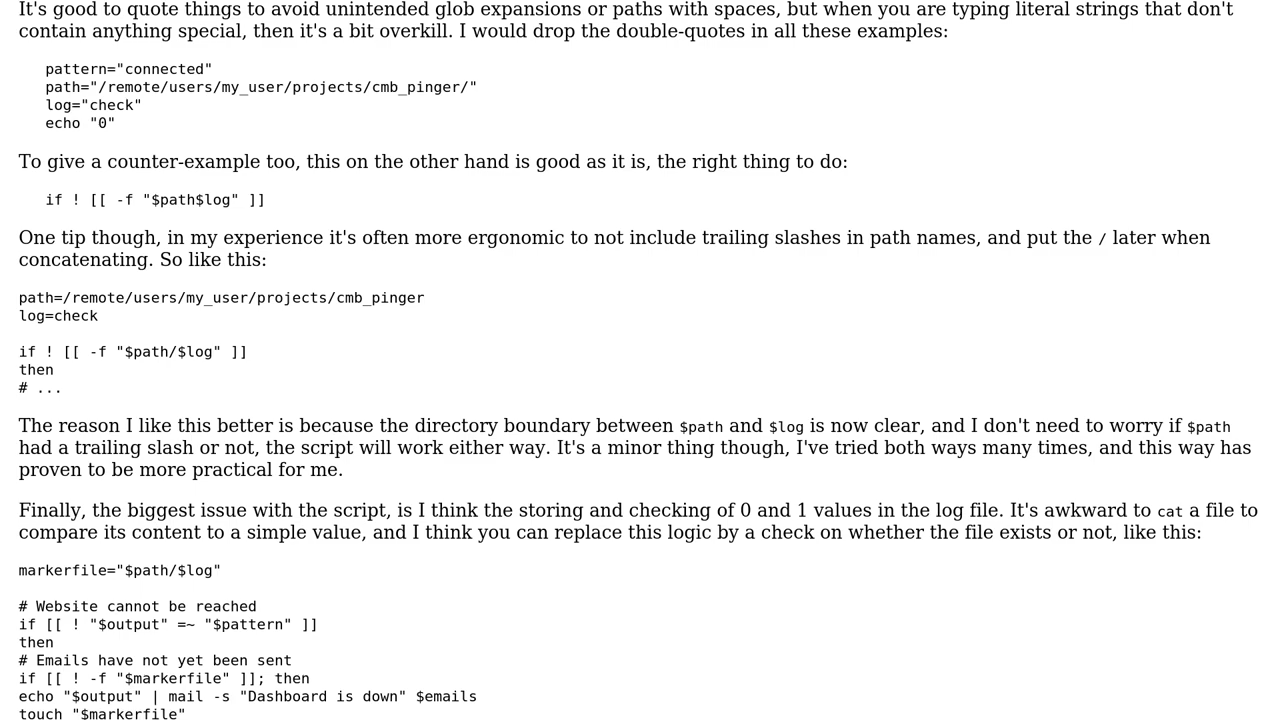 It's good to quote things to avoid unintended glob expansions or paths with spaces, but when you are typing literal strings that don't
contain anything special, then it's a bit overkill. I would drop the double-quotes in all these examples:
pattern="connected"
path="/remote/users/my_user/projects/cmb_pinger/"
log="check"
echo "0"
To give a counter-example too, this on the other hand is good as it is, the right thing to do:
if ! [[ -f "$path$log" ]]
One tip though, in my experience it's often more ergonomic to not include trailing slashes in path names, and put the / later when
concatenating. So like this:
path=/remote/users/my_user/projects/cmb_pinger
log=check
if ! [[ -f "$path/$log" ]]
then
# ...
The reason I like this better is because the directory boundary between $path and $log is now clear, and I don't need to worry if $path
had a trailing slash or not, the script will work either way. It's a minor thing though, I've tried both ways many times, and this way has
proven to be more practical for me.
Finally, the biggest issue with the script, is I think the storing and checking of 0 and 1 values in the log file. It's awkward to cat a file to
compare its content to a simple value, and I think you can replace this logic by a check on whether the file exists or not, like this:
markerfile="$path/$log"
# Website cannot be reached
if [[ ! "$output" =~ "$pattern" ]]
then
# Emails have not yet been sent
if [[ ! -f "$markerfile" ]]; then
echo "$output" | mail -s "Dashboard is down" $emails
touch "$markerfile"